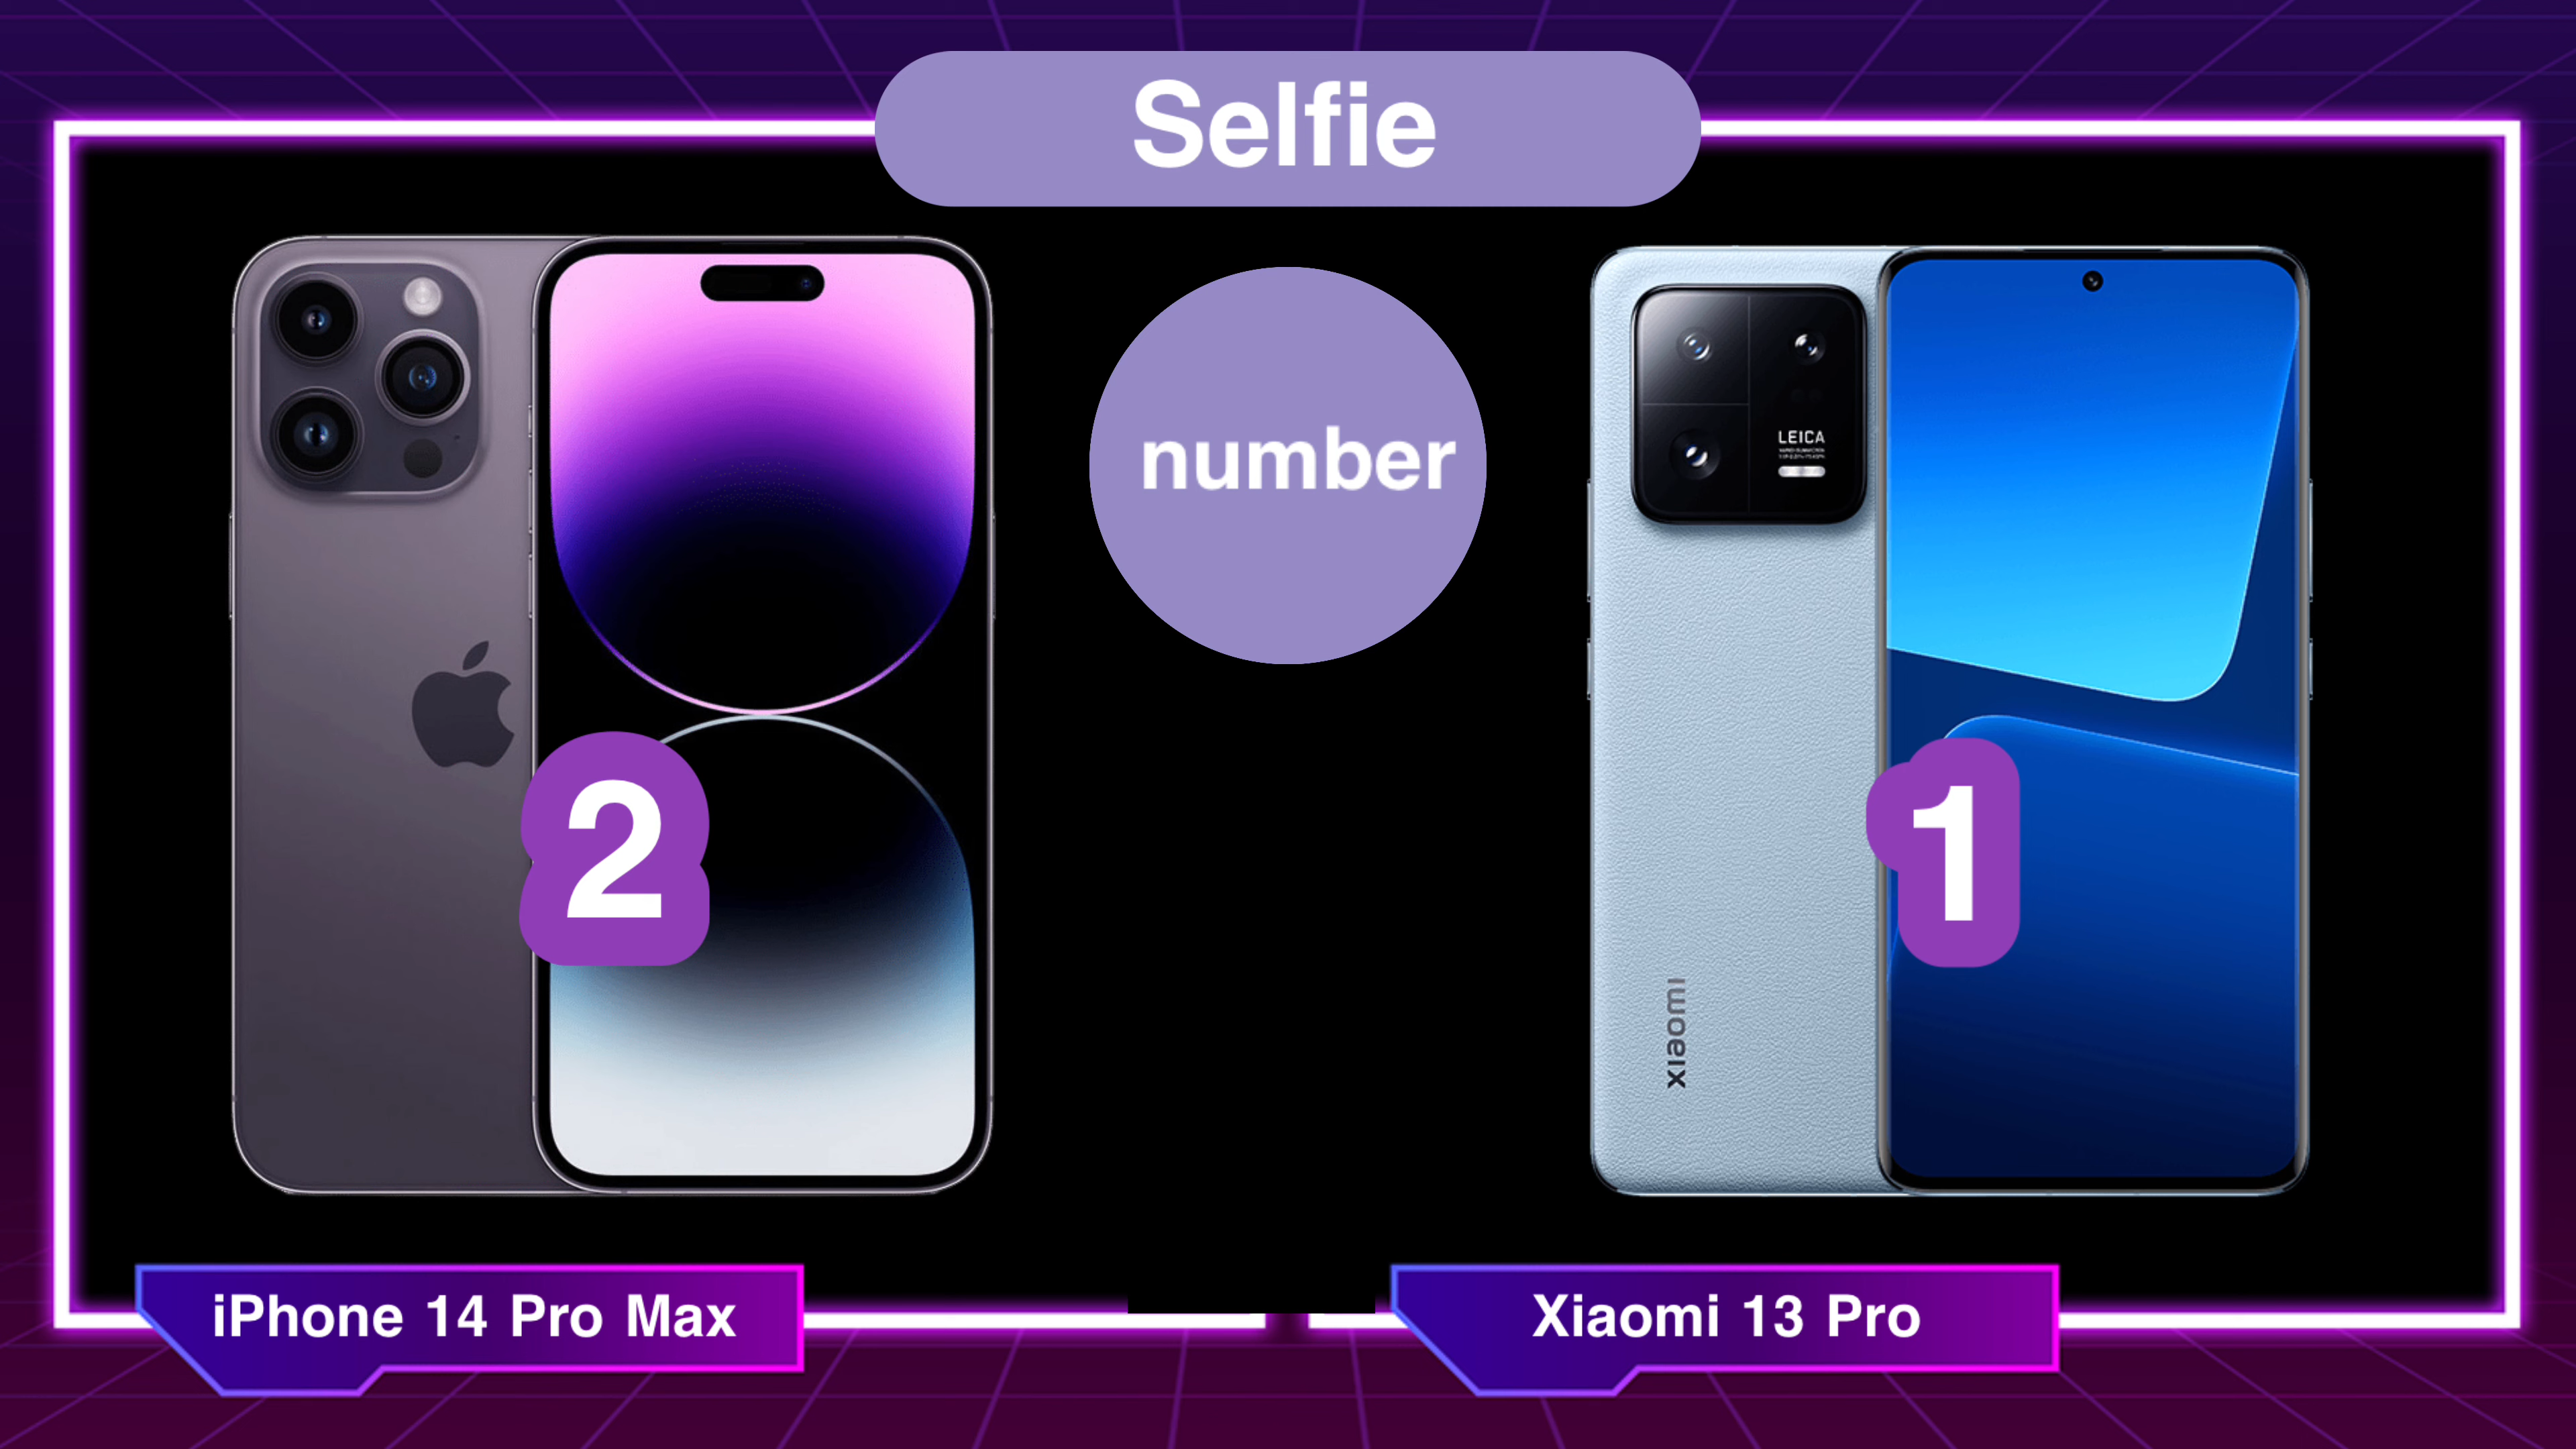 Selfie
number
LEICA
2
1
xiaomi
iPhone 14 Pro Max
Xiaomi 13 Pro